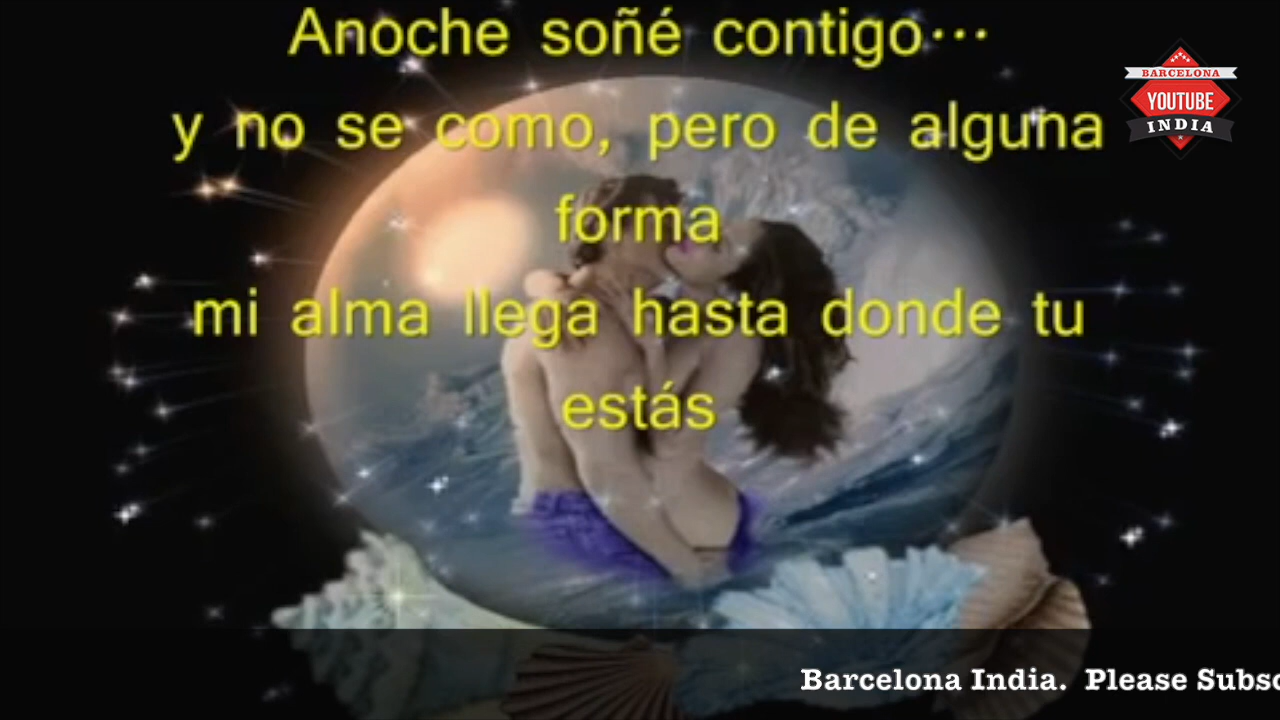 Anoche soñé contigo...
y no se como, pero de alguna
forma
mi alma llega hasta donde tu
estás
BARCELONA
YOUTUBE
INDIA
Barcelona India. Please Subsc